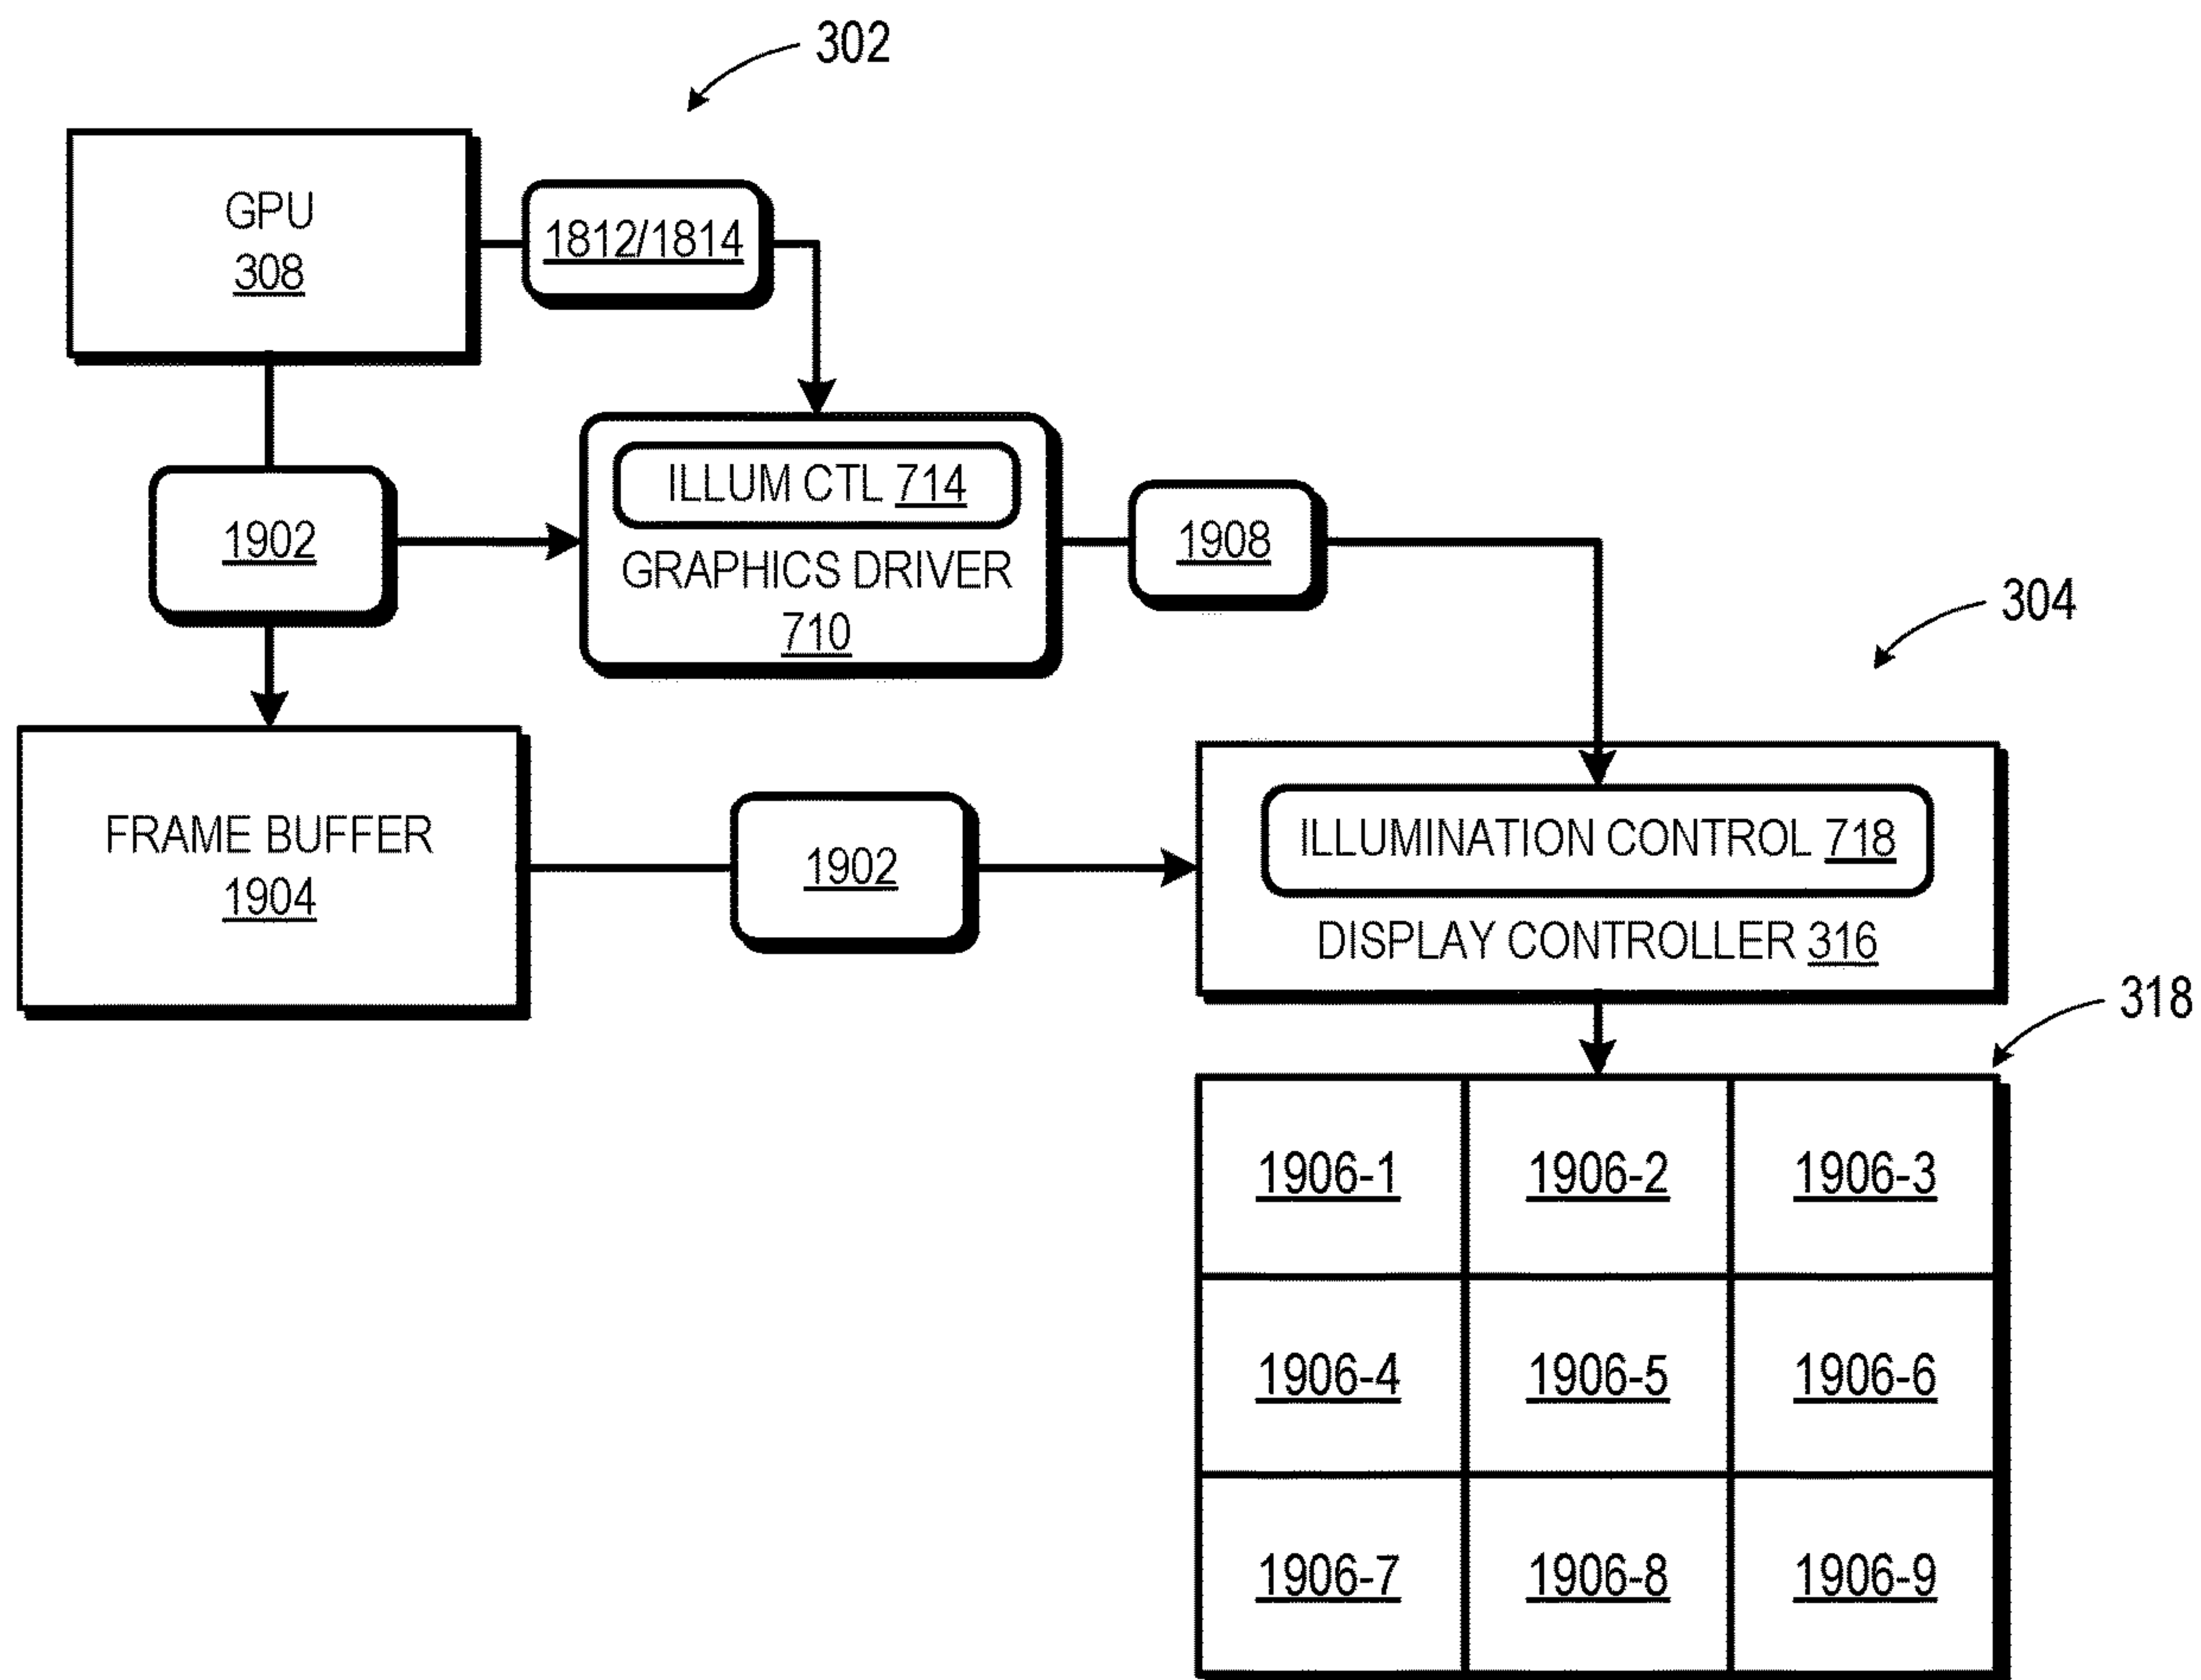 302
GPU
308
1812/1814
ILLUM CTL 714
1902
GRAPHICS DRIVER
710
1908
304
FRAME BUFFER
1904
1902
ILLUMINATION CONTROL 718
DISPLAY CONTROLLER 316
318
1906-1 1906-2 1906-3
1906-4 1906-5 1906-6
1906-7 1906-8 1906-9